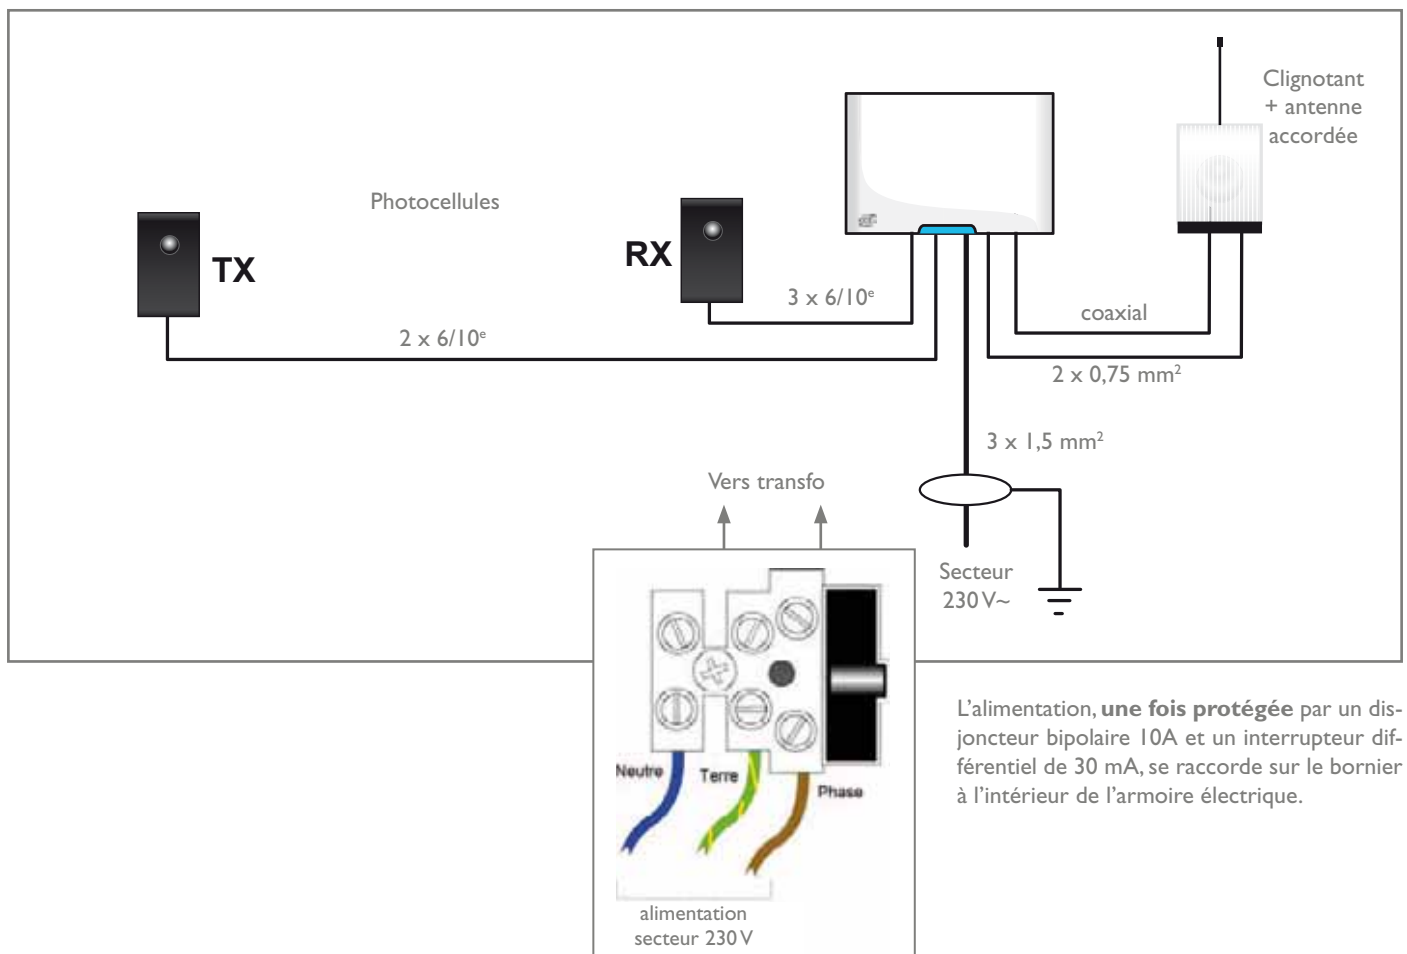 Clignotant
+ antenne
accordée
Photocellules
TX
RX
3 x 6/10ᵉ
2 x 6/10ᵉ
coaxial
2 x 0,75 mm²
3 x 1,5 mm²
Vers transfo
Secteur
230 V~
Neutre
Terre
Phase
alimentation
secteur 230 V
L'alimentation, une fois protégée par un dis-
joncteur bipolaire 10A et un interrupteur dif-
férentiel de 30 mA, se raccorde sur le bornier
à l'intérieur de l'armoire électrique.